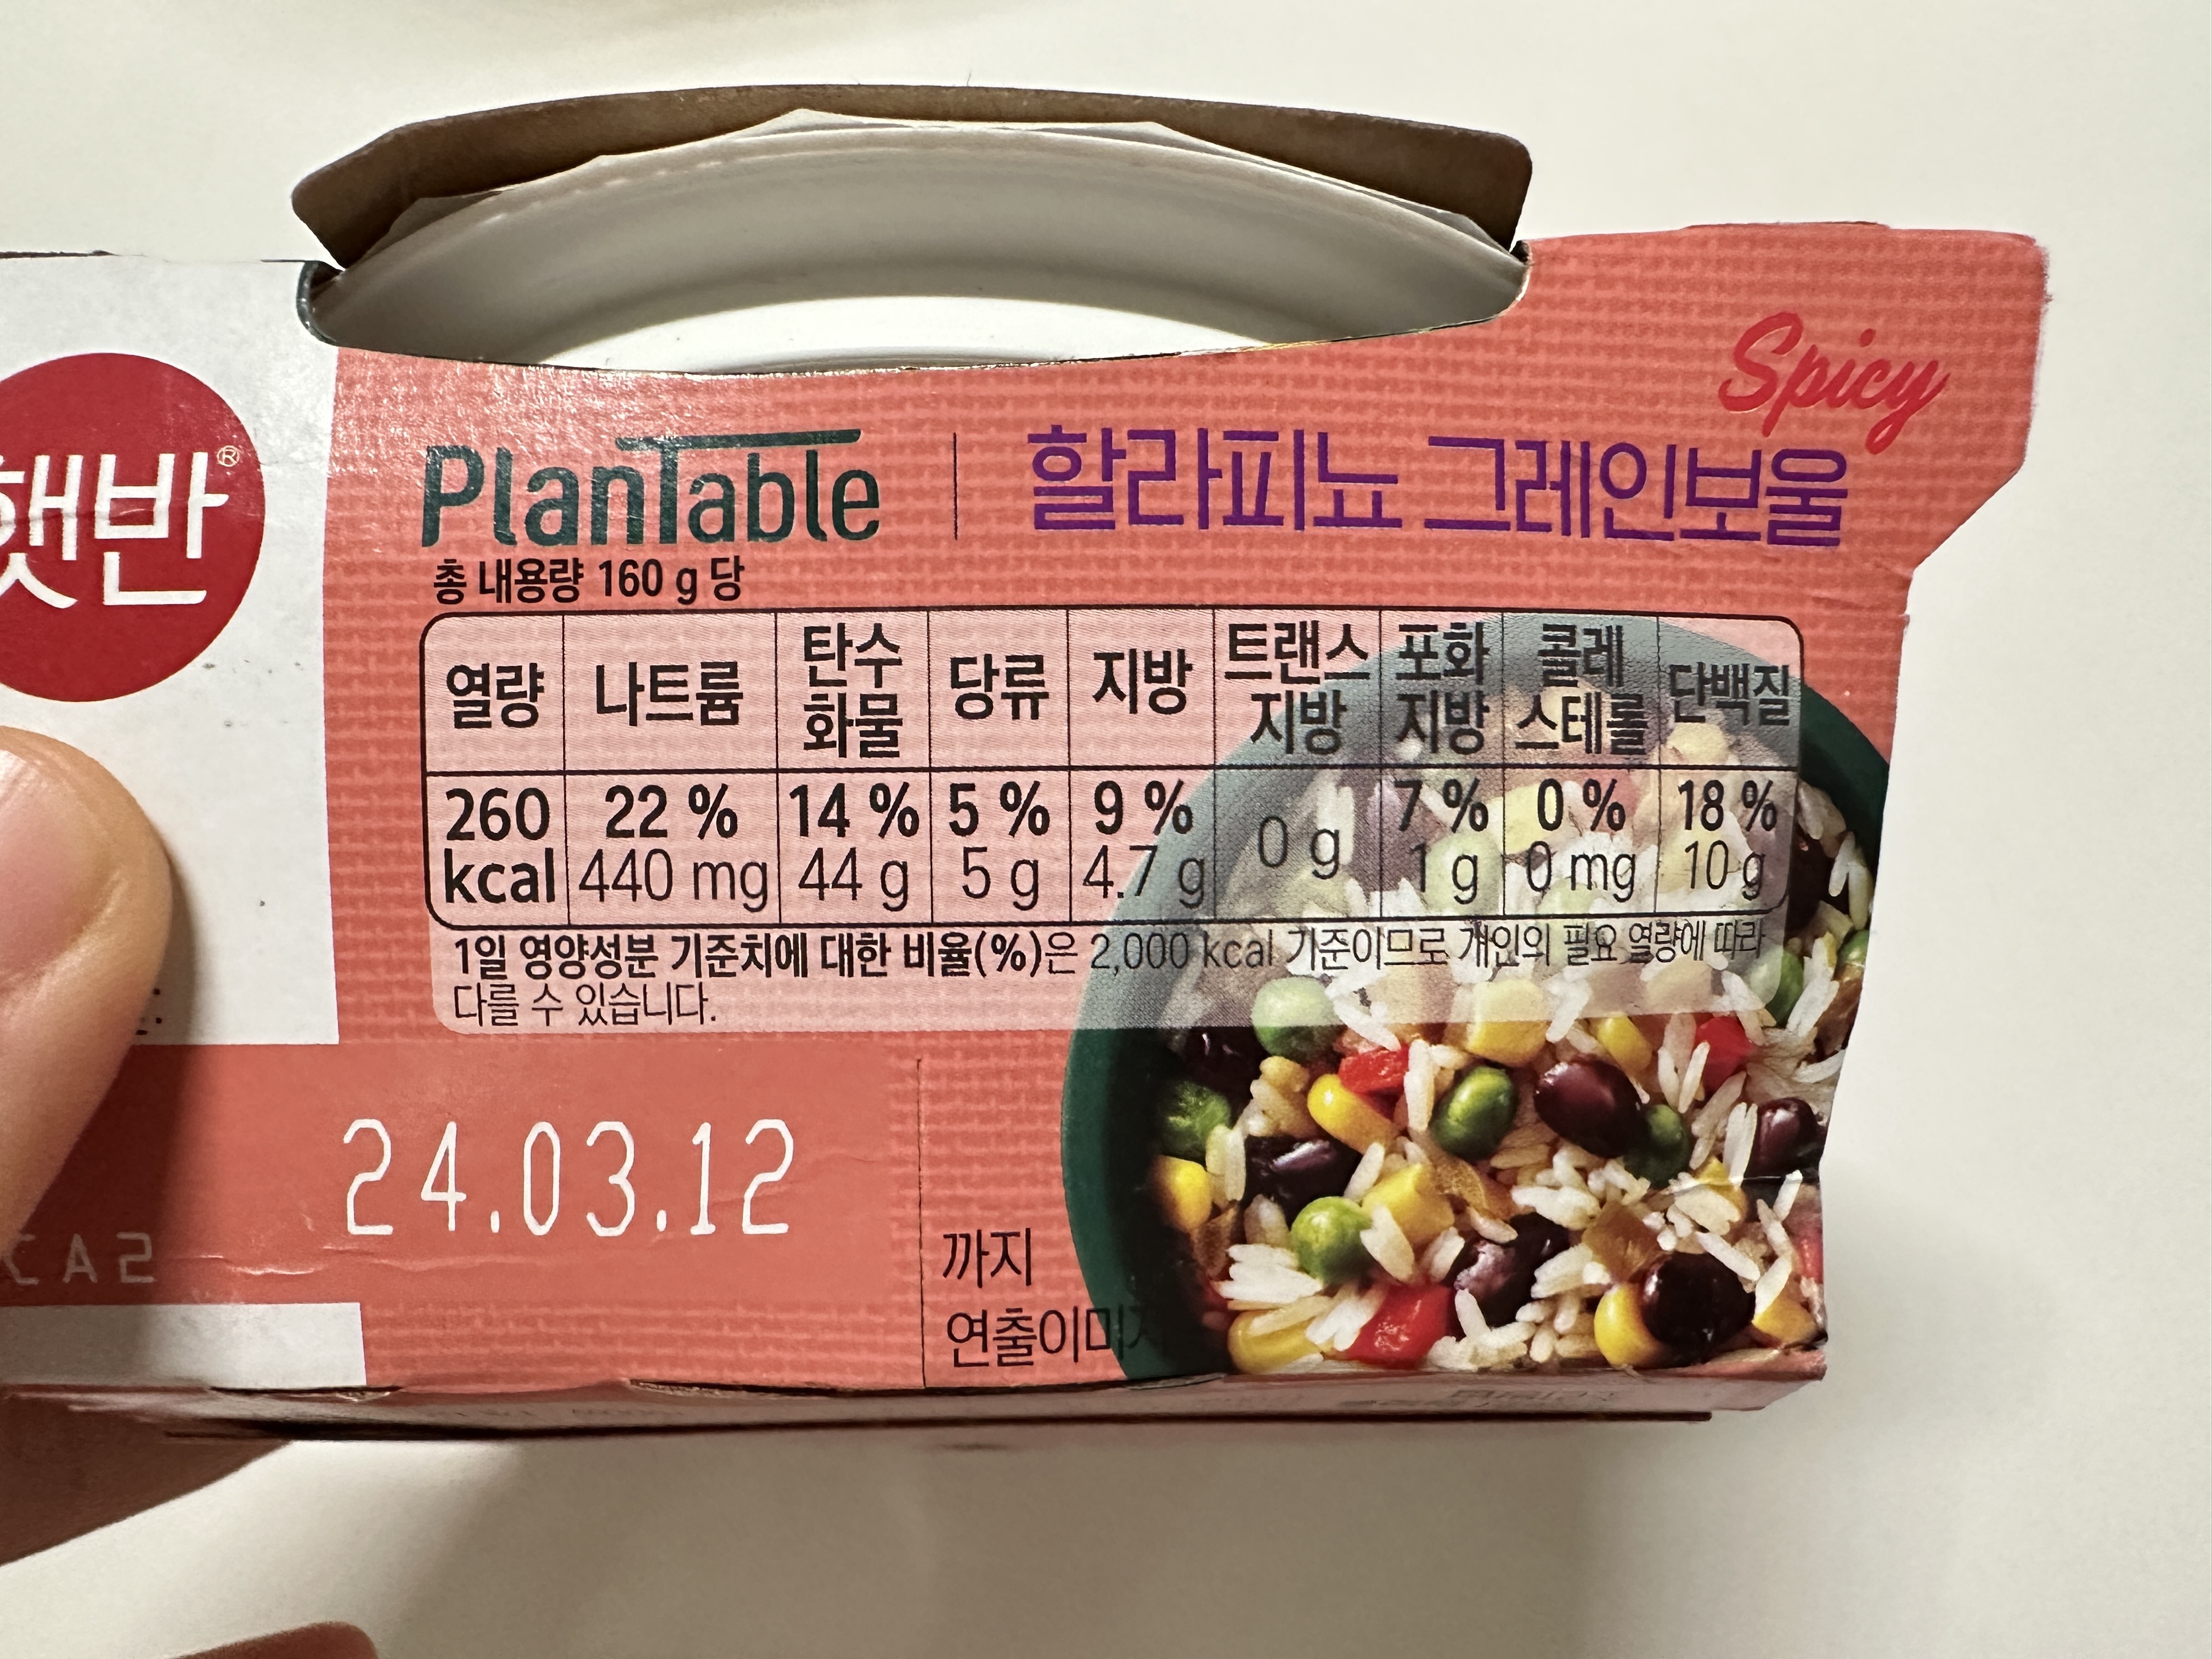 햇반®
Spicy
PlanTable | 할라피뇨 그레인보울
총 내용량 160 g 당
열량 나트륨 탄수화물 당류 지방 트랜스지방 포화지방 콜레스테롤 단백질
260 kcal 22 % 440 mg 14 % 44 g 5 % 5 g 9 % 4.7 g 0 g 7 % 1 g 0 % 0 mg 18 % 10 g
1일 영양성분 기준치에 대한 비율(%)은 2,000 kcal 기준이므로 개인의 필요 열량에 따라
다를 수 있습니다.
24.03.12
까지
연출이미지